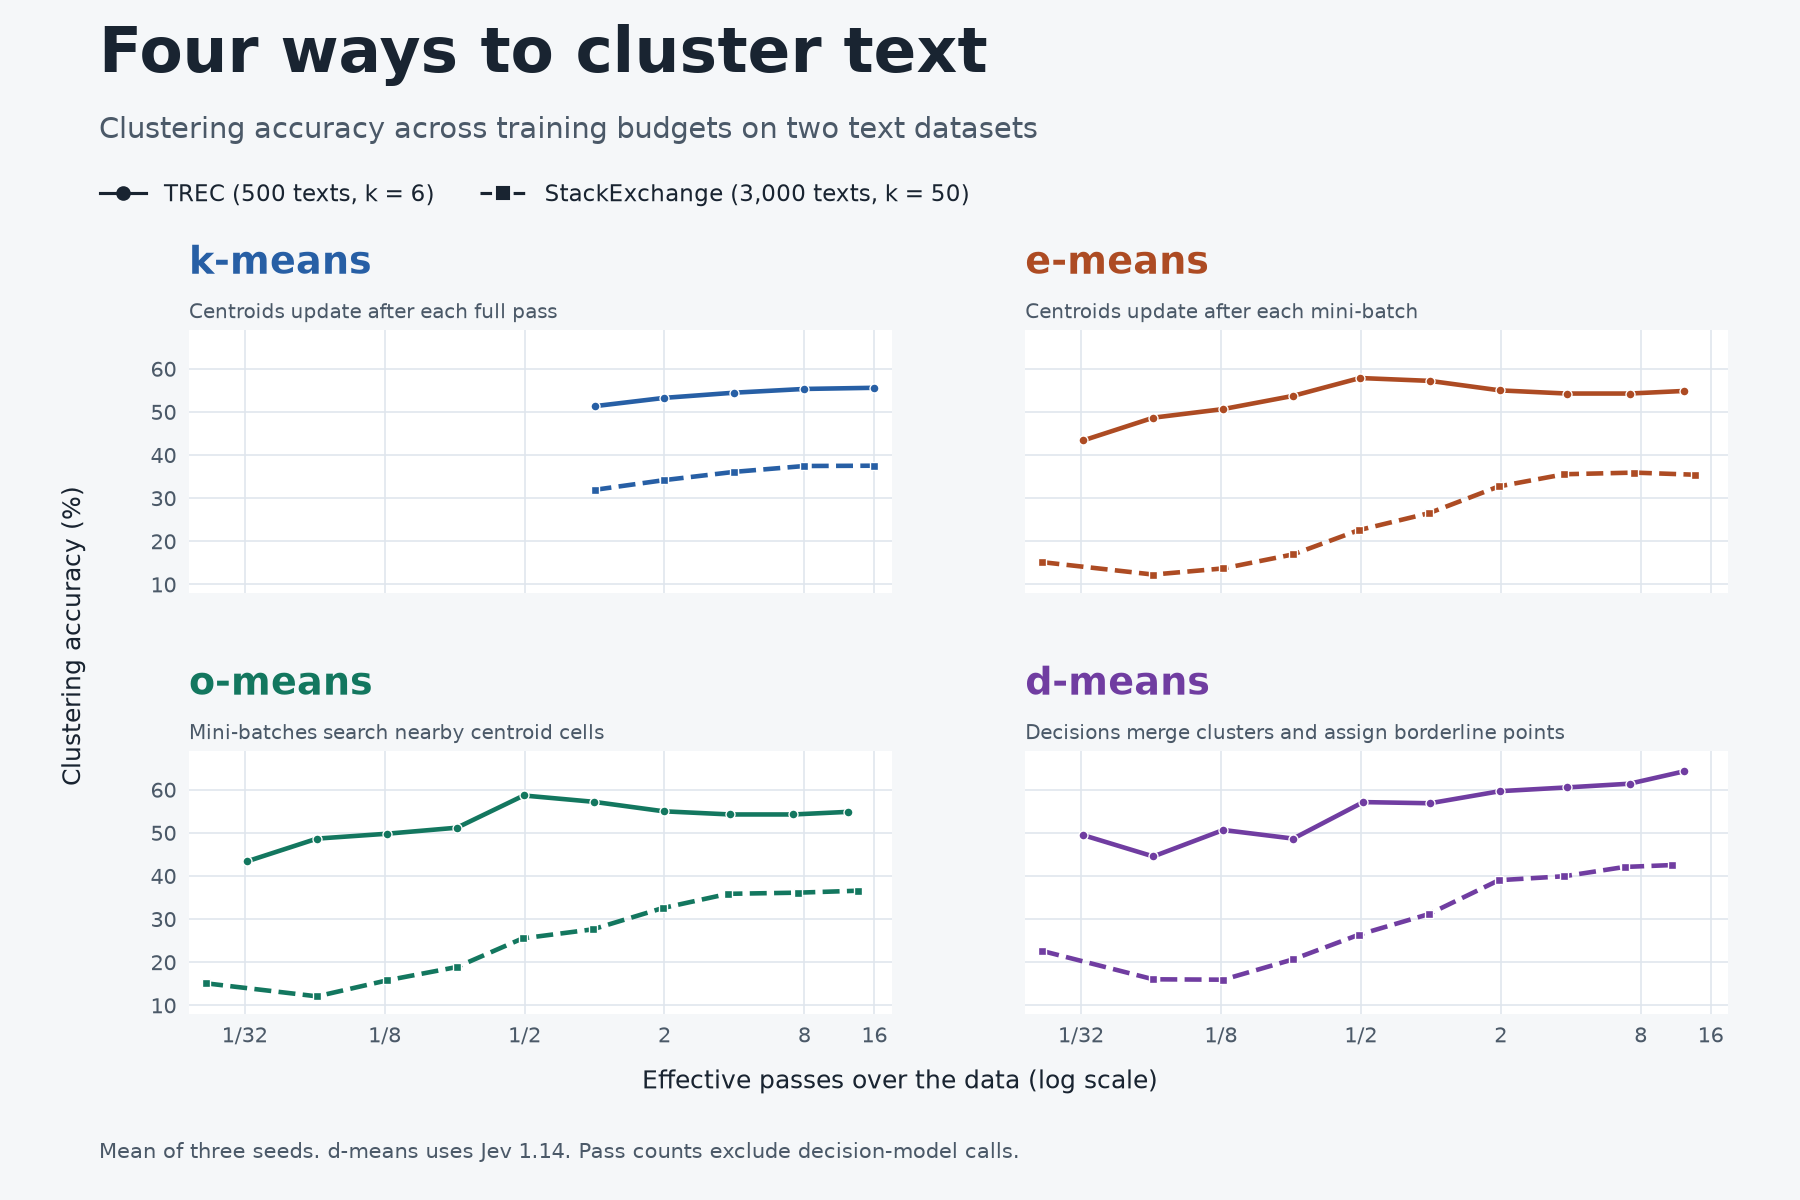 Four ways to cluster text
Clustering accuracy across training budgets on two text datasets
TREC (500 texts, k = 6)
StackExchange (3,000 texts, k = 50)
k-means
Centroids update after each full pass
60
50
40
30
20
10
e-means
Centroids update after each mini-batch
Clustering accuracy (%)
o-means
Mini-batches search nearby centroid cells
60
50
40
30
20
10
1/32
1/8
1/2
2
8
16
d-means
Decisions merge clusters and assign borderline points
1/32
1/8
1/2
2
8
16
Effective passes over the data (log scale)
Mean of three seeds. d-means uses Jev 1.14. Pass counts exclude decision-model calls.